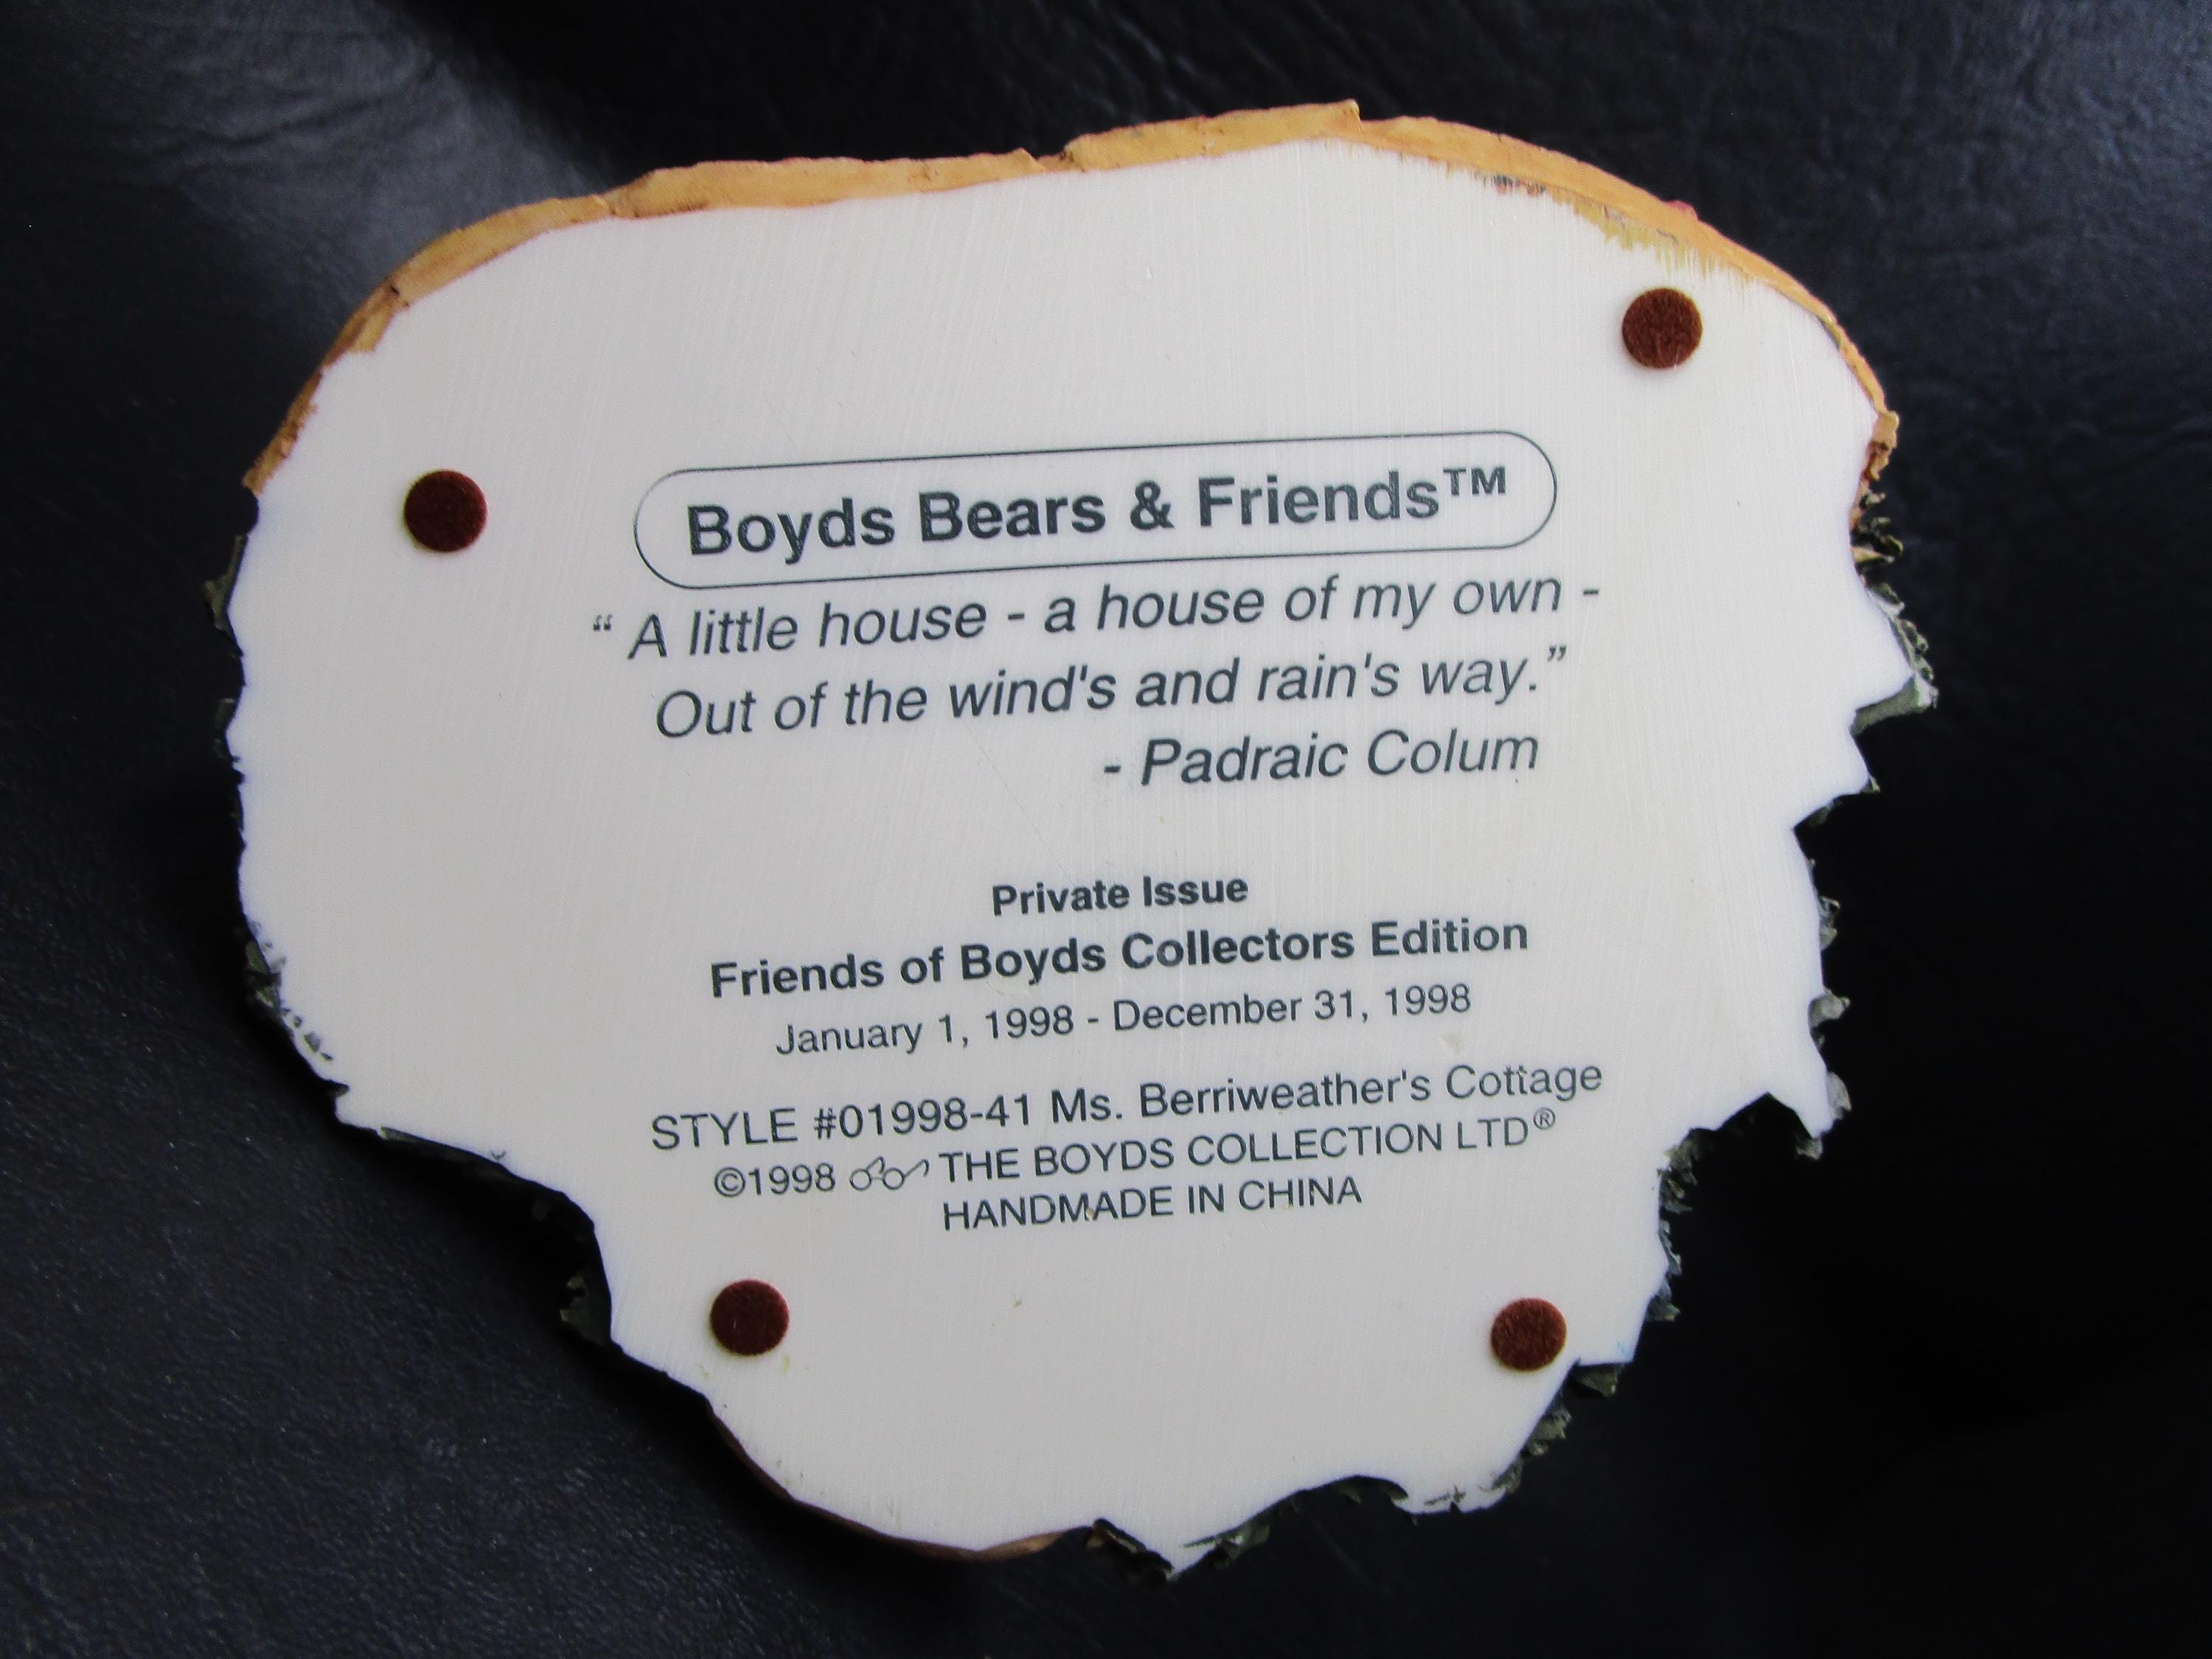 Boyds Bears & Friends™
“ A little house - a house of my own -
Out of the wind's and rain's way.”
- Padraic Colum
Private Issue
Friends of Boyds Collectors Edition
January 1, 1998 - December 31, 1998
STYLE #01998-41 Ms. Berriweather's Cottage
©1998 THE BOYDS COLLECTION LTD®
HANDMADE IN CHINA